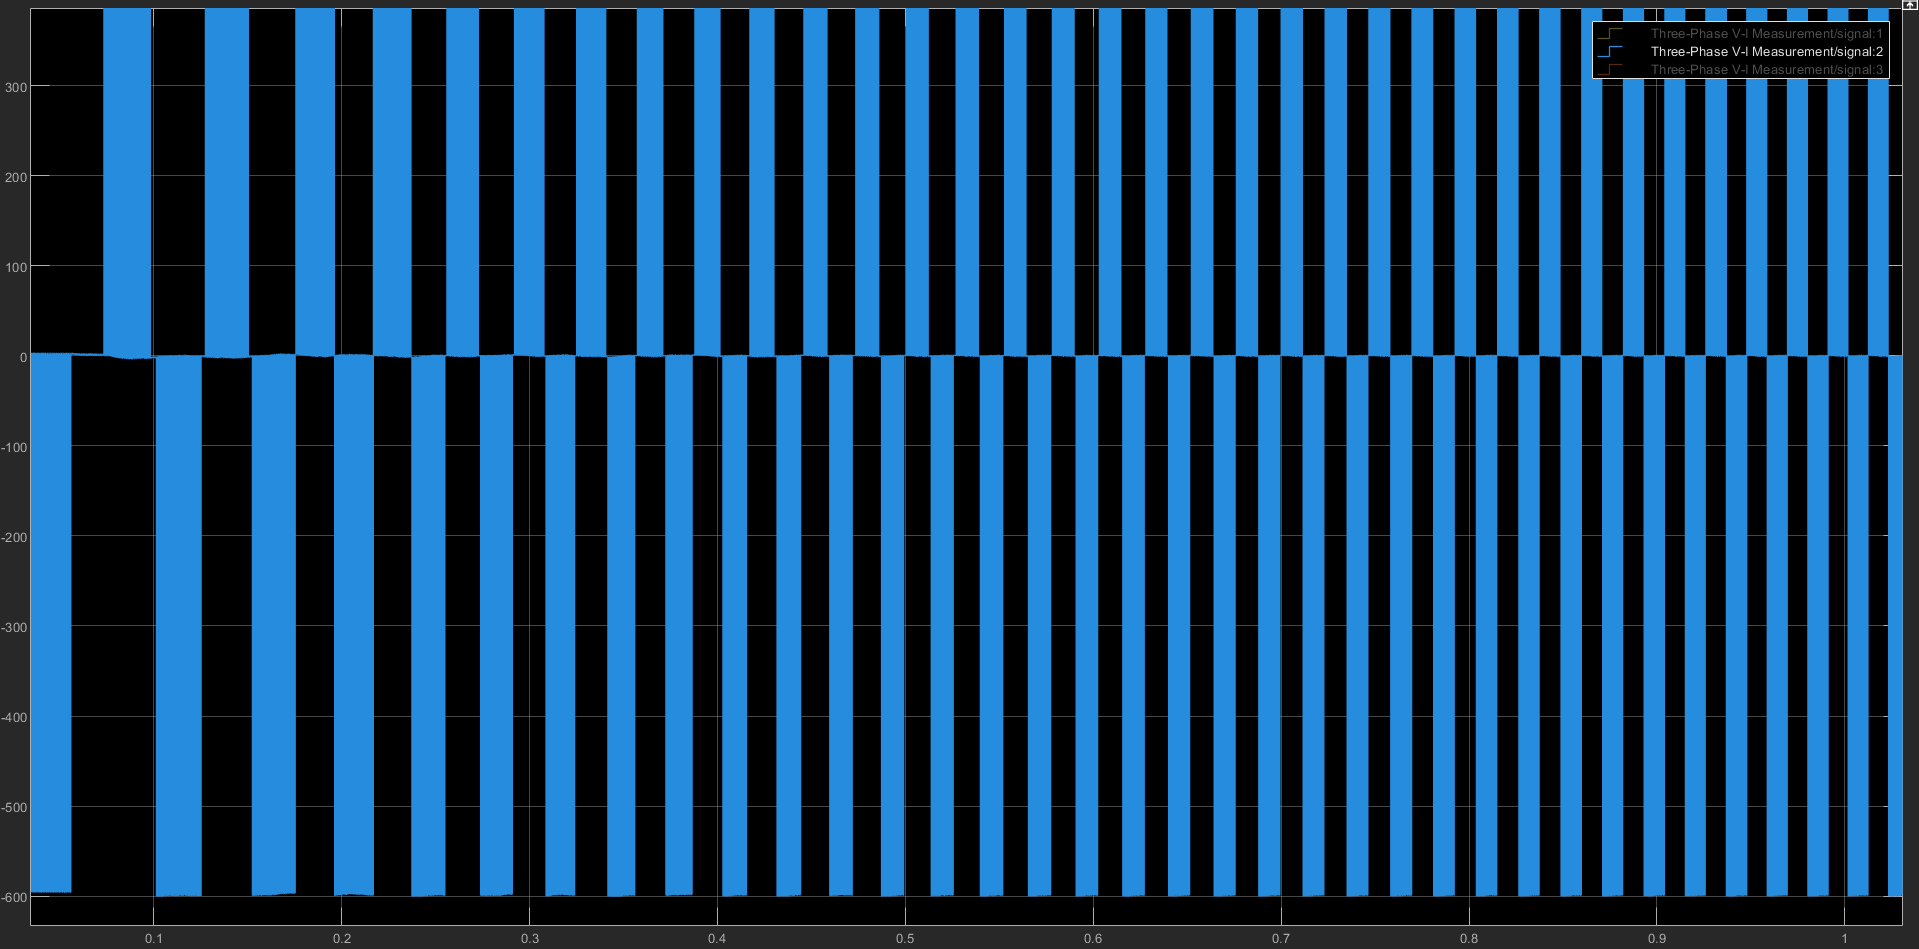 Three-Phase V-I Measurement/signal:1
Three-Phase V-I Measurement/signal:2
Three-Phase V-I Measurement/signal:3
300
200
100
0
-100
-200
-300
-400
-500
-600
0.1 0.2 0.3 0.4 0.5 0.6 0.7 0.8 0.9 1